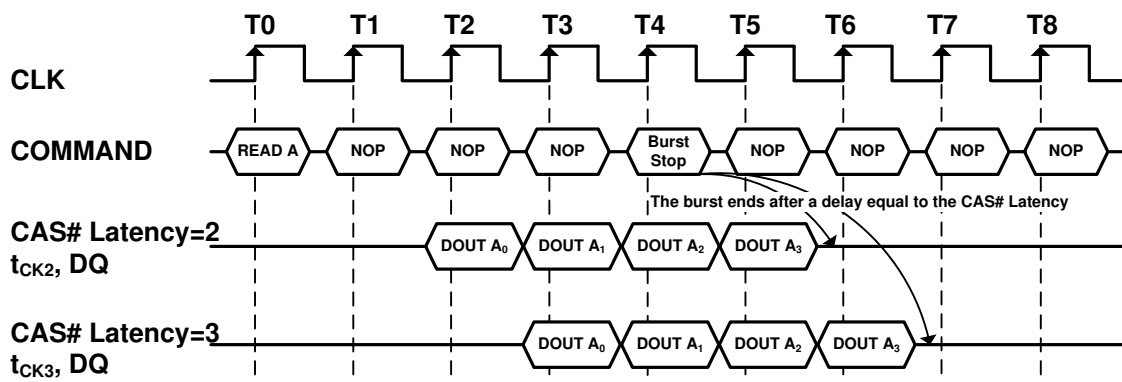 T0 T1 T2 T3 T4 T5 T6 T7 T8
CLK
COMMAND READ A NOP NOP NOP Burst Stop NOP NOP NOP NOP
The burst ends after a delay equal to the CAS# Latency
CAS# Latency=2
DOUT A0 DOUT A1 DOUT A2 DOUT A3
tCK2, DQ
CAS# Latency=3
DOUT A0 DOUT A1 DOUT A2 DOUT A3
tCK3, DQ